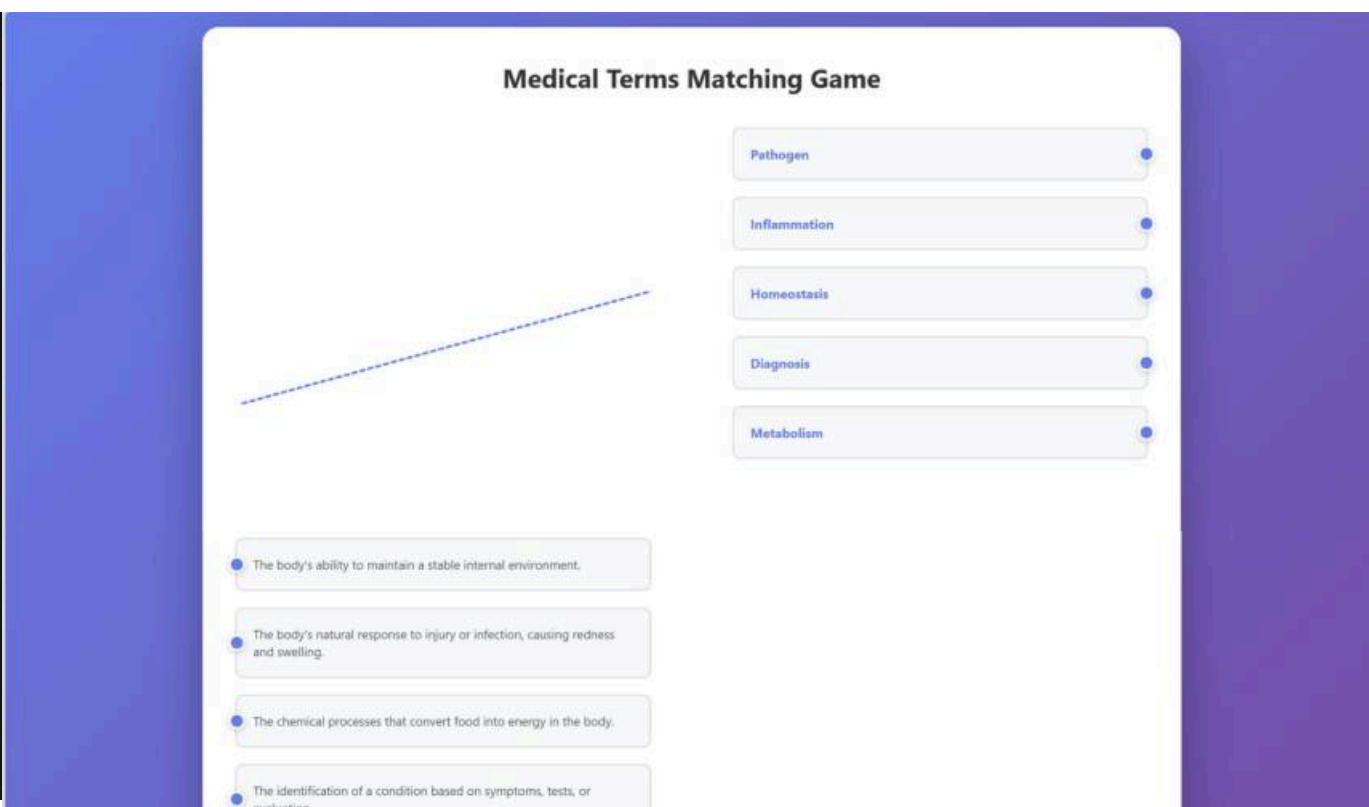 Medical Terms Matching Game
Pathogen
Inflammation
Homeostasis
Diagnosis
Metabolism
The body's ability to maintain a stable internal environment.
The body's natural response to injury or infection, causing redness
and swelling.
The chemical processes that convert food into energy in the body.
The identification of a condition based on symptoms, tests, or